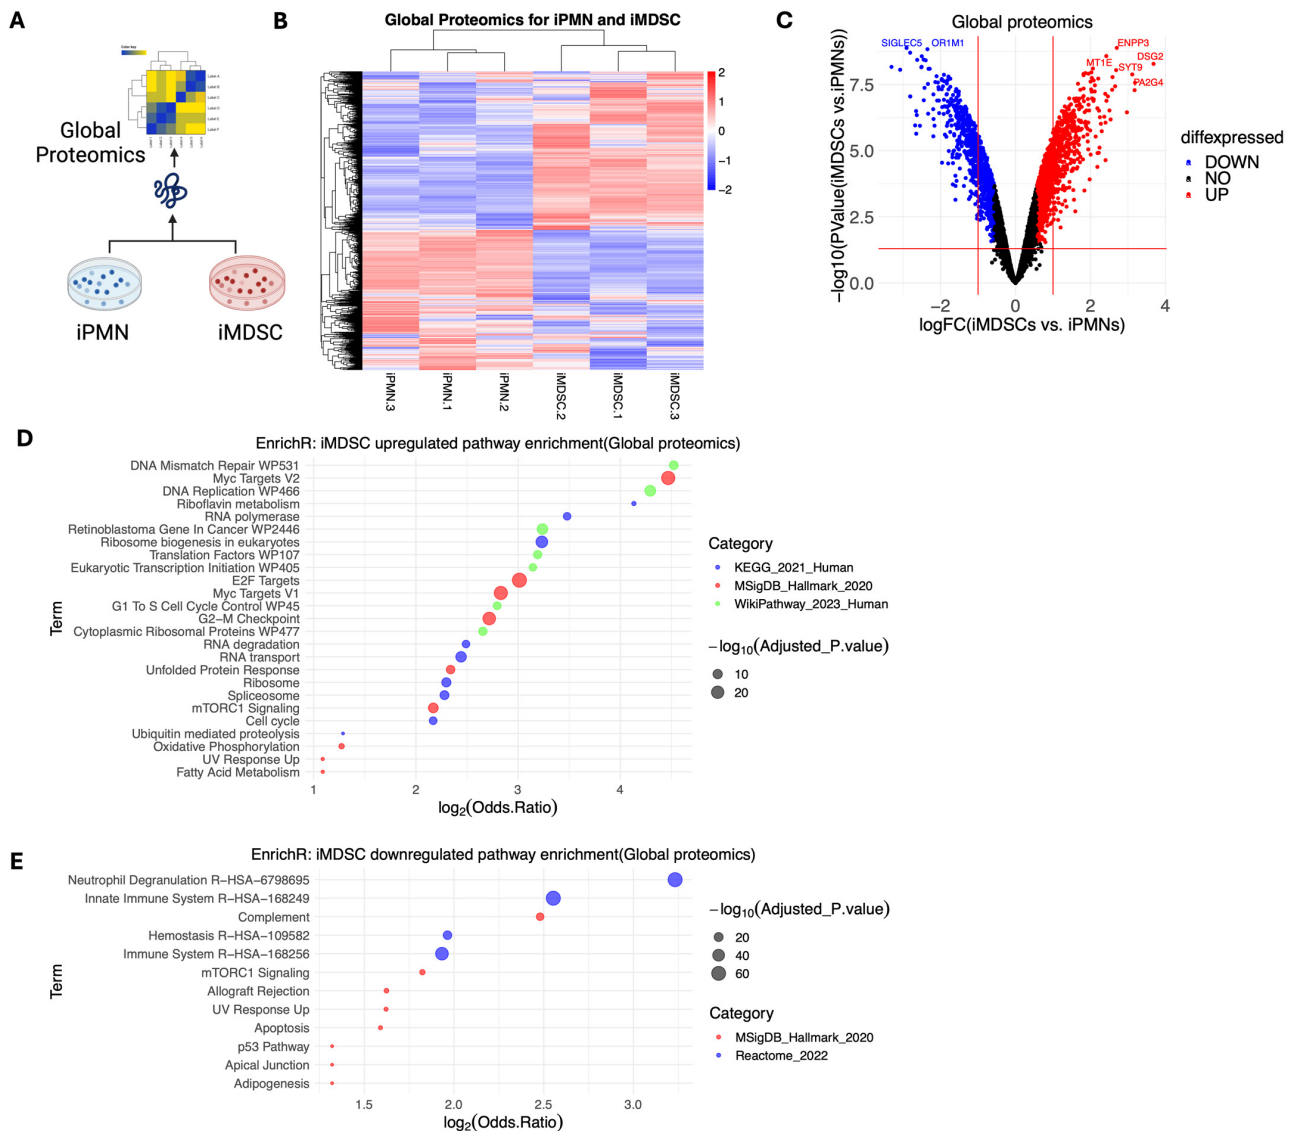 A
Color key
Label A
Label B
Label C
Label D
Label E
Label F
Global
Proteomics
iPMN
iMDSC
B
Global Proteomics for iPMN and iMDSC
2
1
0
−1
−2
iPMN.3
iPMN.1
iPMN.2
iMDSC.2
iMDSC.1
iMDSC.3
C
Global proteomics
SIGLEC5
OR1M1
ENPP3
DSG2
MT1E
SYT9
PA2G4
7.5
5.0
2.5
0.0
−2
0
2
4
−log10(PValue(iMDSCs vs.iPMNs))
logFC(iMDSCs vs. iPMNs)
diffexpressed
DOWN
NO
UP
D
EnrichR: iMDSC upregulated pathway enrichment(Global proteomics)
Term
DNA Mismatch Repair WP531
Myc Targets V2
DNA Replication WP466
Riboflavin metabolism
RNA polymerase
Retinoblastoma Gene In Cancer WP2446
Ribosome biogenesis in eukaryotes
Translation Factors WP107
Eukaryotic Transcription Initiation WP405
E2F Targets
Myc Targets V1
G1 To S Cell Cycle Control WP45
G2−M Checkpoint
Cytoplasmic Ribosomal Proteins WP477
RNA degradation
RNA transport
Unfolded Protein Response
Ribosome
Spliceosome
mTORC1 Signaling
Cell cycle
Ubiquitin mediated proteolysis
Oxidative Phosphorylation
UV Response Up
Fatty Acid Metabolism
1
2
3
4
log2(Odds.Ratio)
Category
KEGG_2021_Human
MSigDB_Hallmark_2020
WikiPathway_2023_Human
−log10(Adjusted_P.value)
10
20
E
EnrichR: iMDSC downregulated pathway enrichment(Global proteomics)
Term
Neutrophil Degranulation R−HSA−6798695
Innate Immune System R−HSA−168249
Complement
Hemostasis R−HSA−109582
Immune System R−HSA−168256
mTORC1 Signaling
Allograft Rejection
UV Response Up
Apoptosis
p53 Pathway
Apical Junction
Adipogenesis
1.5
2.0
2.5
3.0
log2(Odds.Ratio)
−log10(Adjusted_P.value)
20
40
60
Category
MSigDB_Hallmark_2020
Reactome_2022